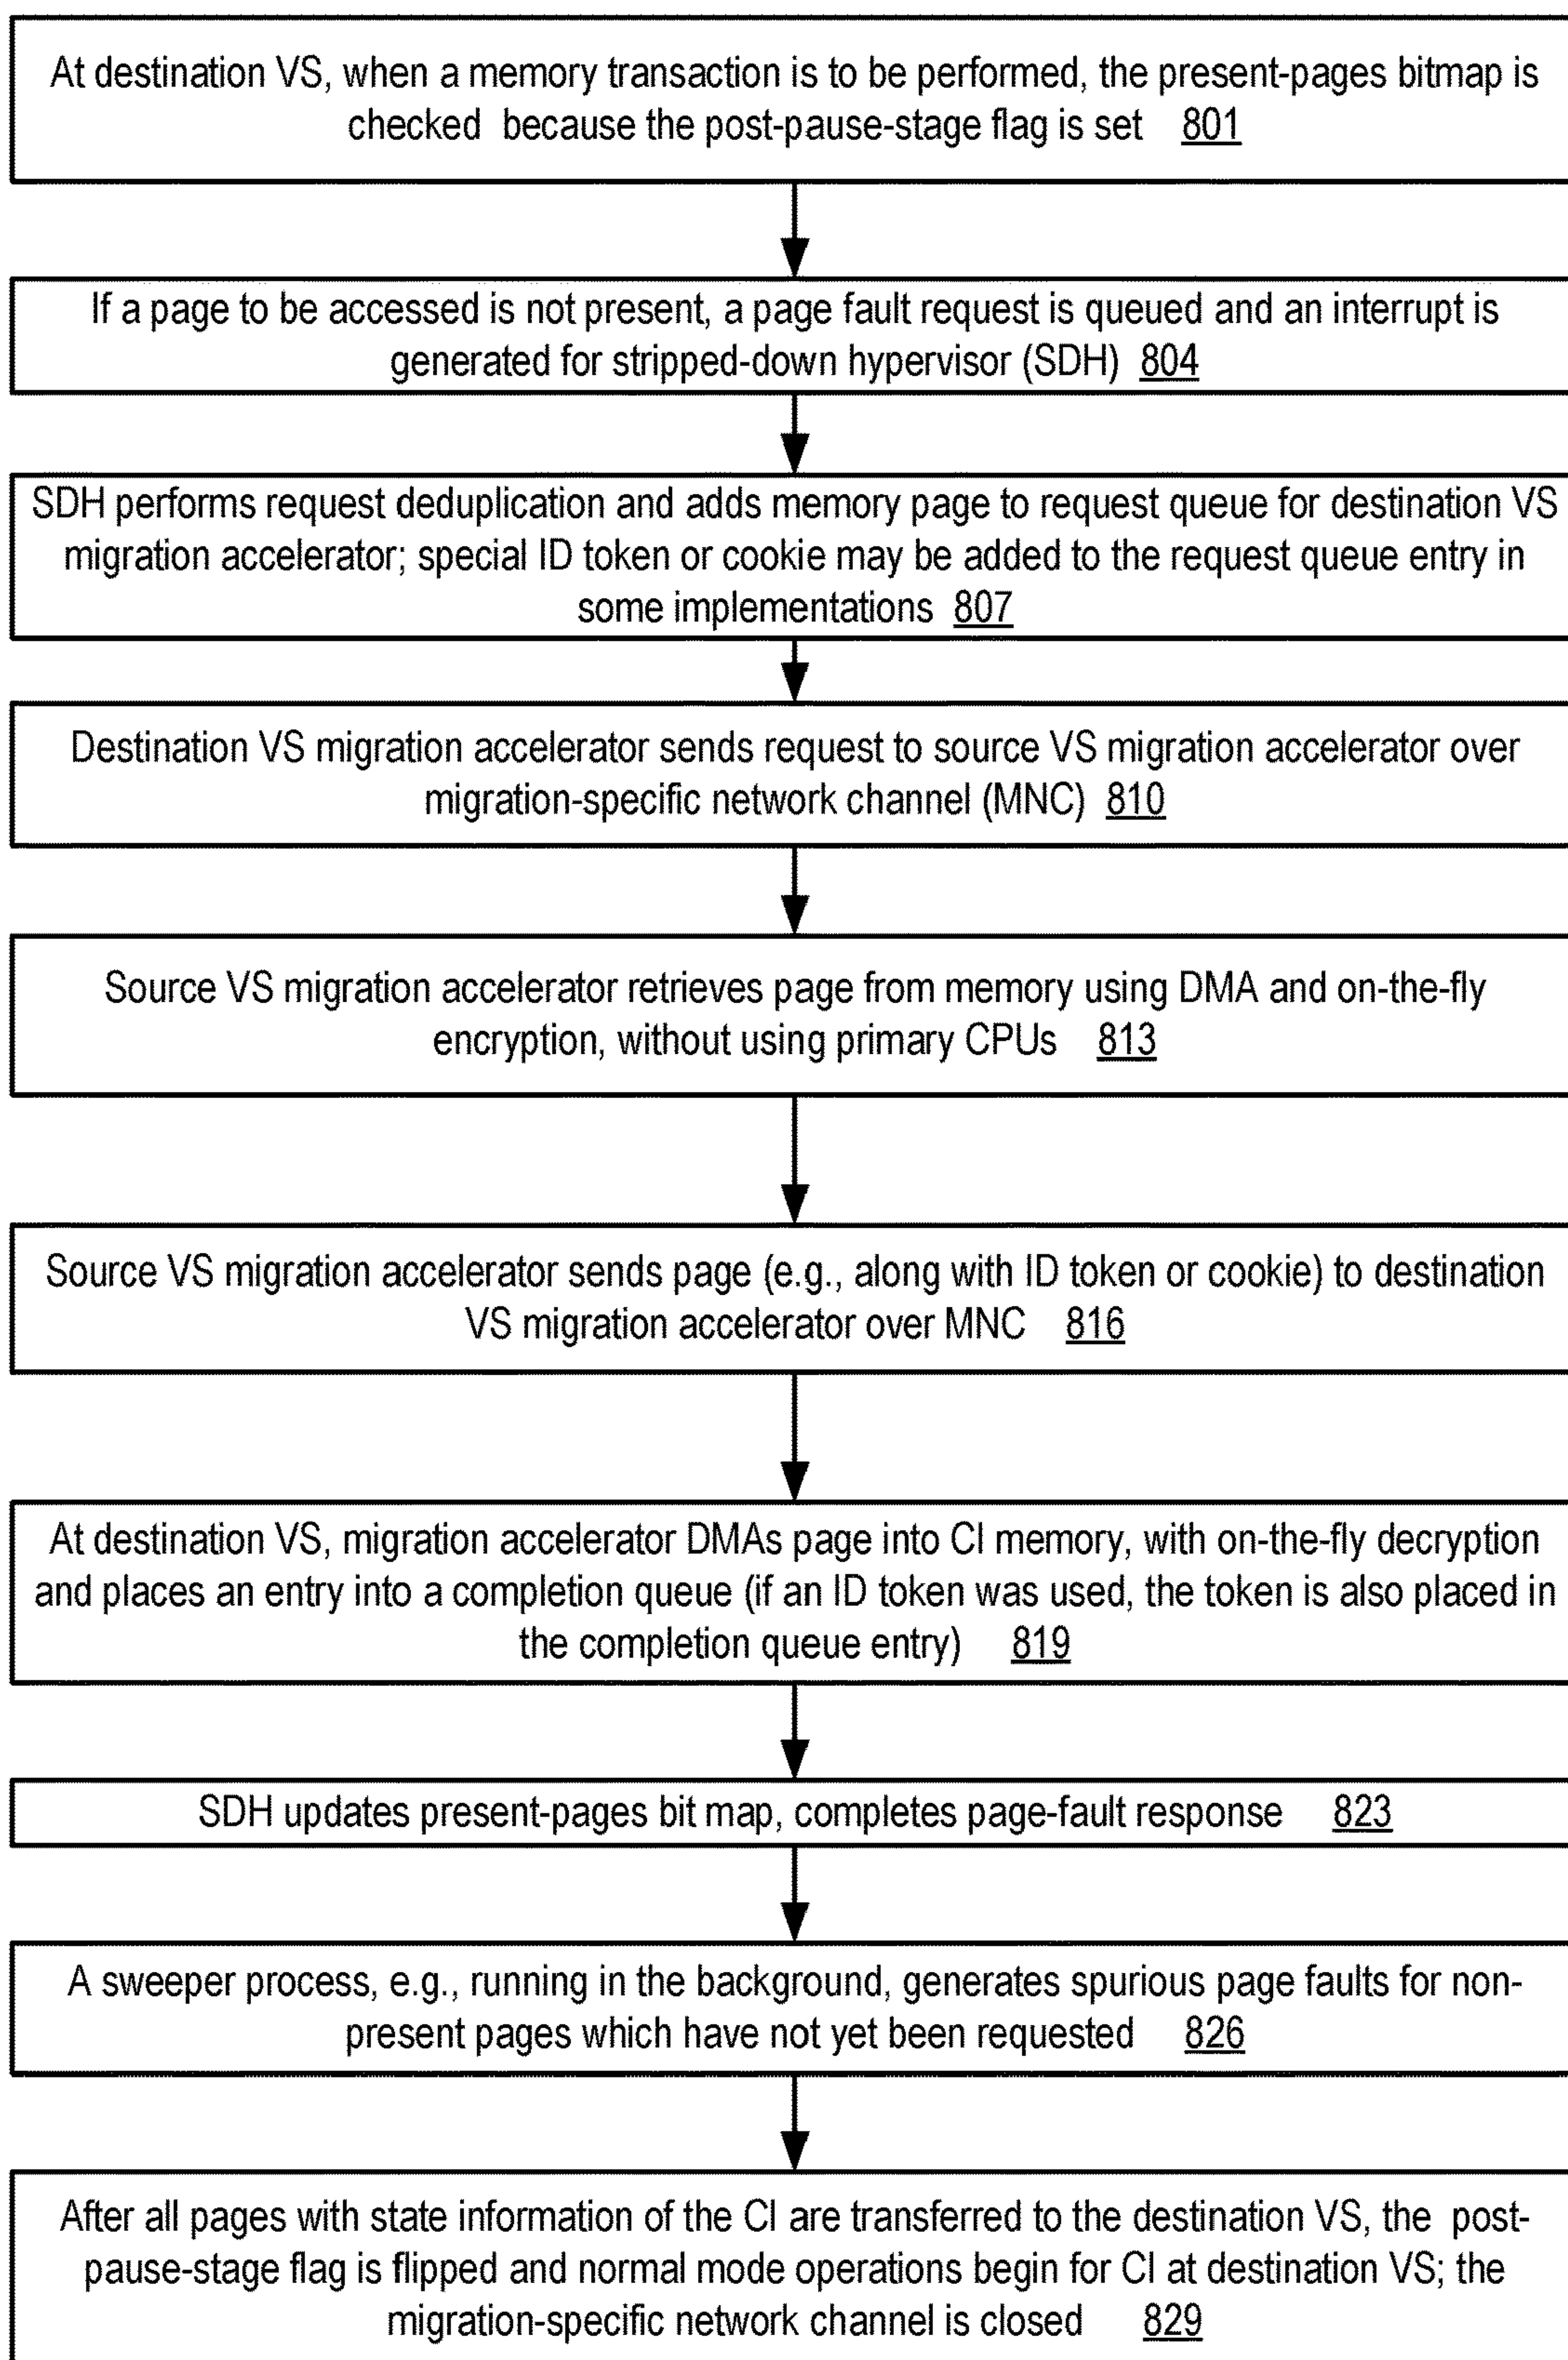 At destination VS, when a memory transaction is to be performed, the present-pages bitmap is
checked because the post-pause-stage flag is set 801
If a page to be accessed is not present, a page fault request is queued and an interrupt is
generated for stripped-down hypervisor (SDH) 804
SDH performs request deduplication and adds memory page to request queue for destination VS
migration accelerator; special ID token or cookie may be added to the request queue entry in
some implementations 807
Destination VS migration accelerator sends request to source VS migration accelerator over
migration-specific network channel (MNC) 810
Source VS migration accelerator retrieves page from memory using DMA and on-the-fly
encryption, without using primary CPUs 813
Source VS migration accelerator sends page (e.g., along with ID token or cookie) to destination
VS migration accelerator over MNC 816
At destination VS, migration accelerator DMAs page into CI memory, with on-the-fly decryption
and places an entry into a completion queue (if an ID token was used, the token is also placed in
the completion queue entry) 819
SDH updates present-pages bit map, completes page-fault response 823
A sweeper process, e.g., running in the background, generates spurious page faults for non-
present pages which have not yet been requested 826
After all pages with state information of the CI are transferred to the destination VS, the post-
pause-stage flag is flipped and normal mode operations begin for CI at destination VS; the
migration-specific network channel is closed 829